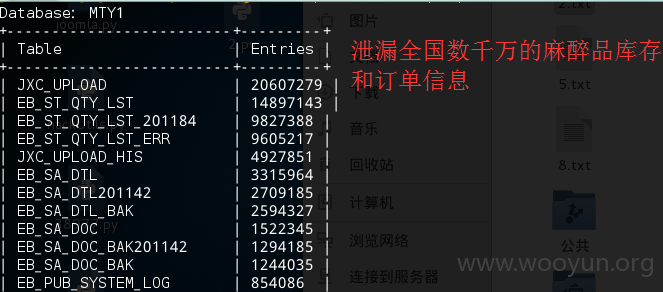 Database: MTY1
Table | Entries
JXC_UPLOAD | 20607279 |
EB_ST_QTY_LST | 14897143 |
EB_ST_QTY_LST_201184 | 9827388 |
EB_ST_QTY_LST_ERR | 9605217 |
JXC_UPLOAD_HIS | 4927851 |
EB_SA_DTL | 3315964 |
EB_SA_DTL201142 | 2709185 |
EB_SA_DTL_BAK | 2594327 |
EB_SA_DOC | 1522345 |
EB_SA_DOC_BAK201142 | 1294185 |
EB_SA_DOC_BAK | 1244035 |
EB_PUB_SYSTEM_LOG | 854086 |
泄漏全国数千万的麻醉品库存
和订单信息
joomla.py
图片
下载
音乐
回收站
计算机
浏览网络
连接到服务器
5.txt
8.txt
公共
www.wooyun.org